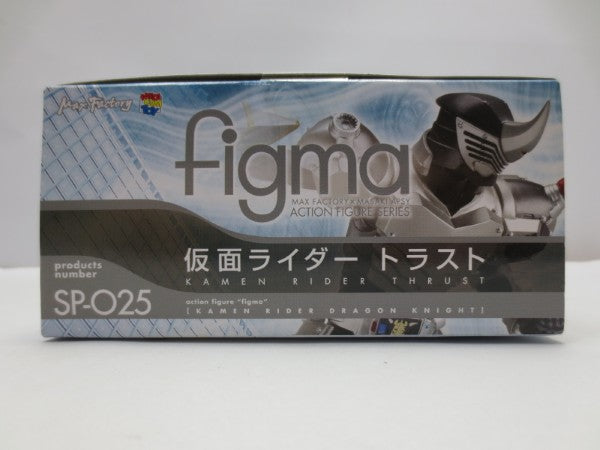 Max Factory
figma
MAX FACTORY×MASAKI APSY
ACTION FIGURE SERIES
仮面ライダー トラスト
KAMEN RIDER THRUST
products
number
SP-025
action figure "figma"
[KAMEN RIDER DRAGON KNIGHT]